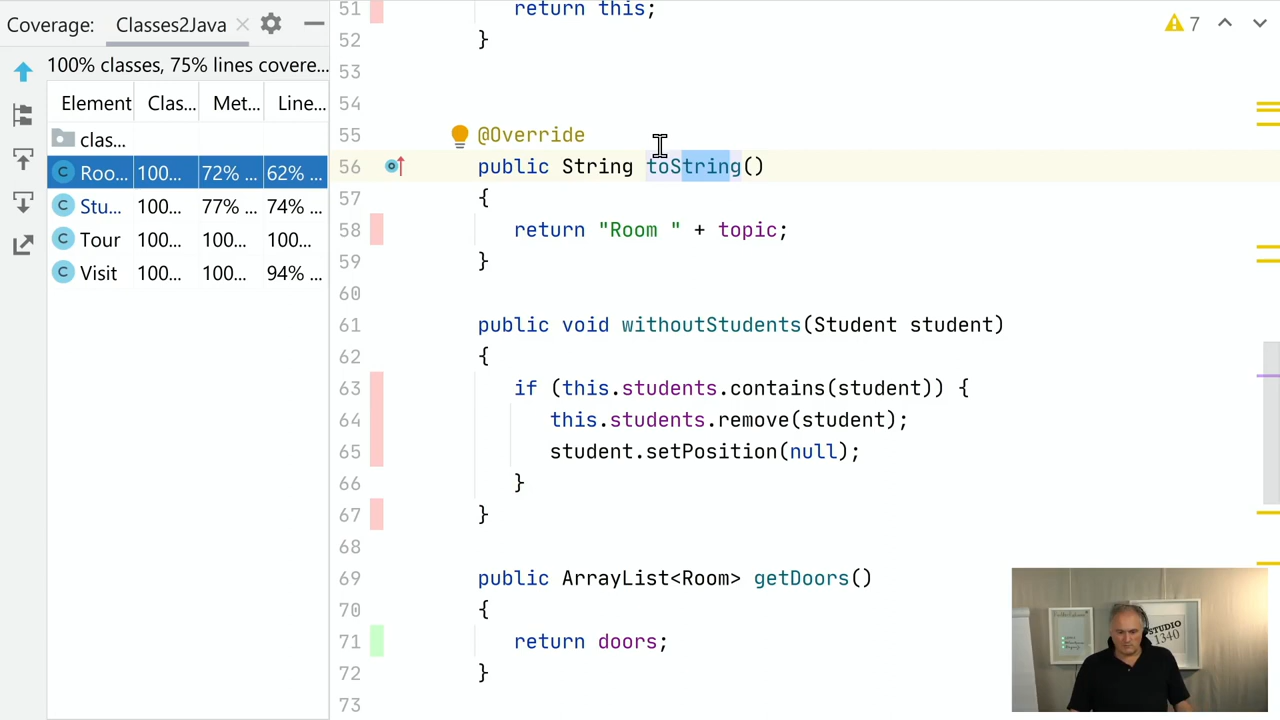 Coverage: Classes2Java
100% classes, 75% lines covere...
Element Clas... Met... Line...
clas...
C Roo... 100... 72% ... 62% ...
C Stu... 100... 77% ... 74% ...
C Tour 100... 100... 100...
C Visit 100... 100... 94% ...
7
51 return this;
52 }
53
54
55 @Override
56 public String toString()
57 {
58 return "Room " + topic;
59 }
60
61 public void withoutStudents(Student student)
62 {
63 if (this.students.contains(student)) {
64 this.students.remove(student);
65 student.setPosition(null);
66 }
67 }
68
69 public ArrayList<Room> getDoors()
70 {
71 return doors;
72 }
73
STUDIO
1340